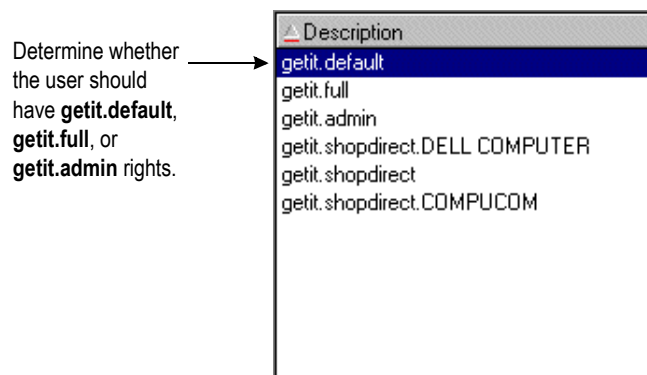 Determine whether
the user should
have getit.default,
getit.full, or
getit.admin rights.
Description
getit.default
getit.full
getit.admin
getit.shopdirect.DELL COMPUTER
getit.shopdirect
getit.shopdirect.COMPUCOM